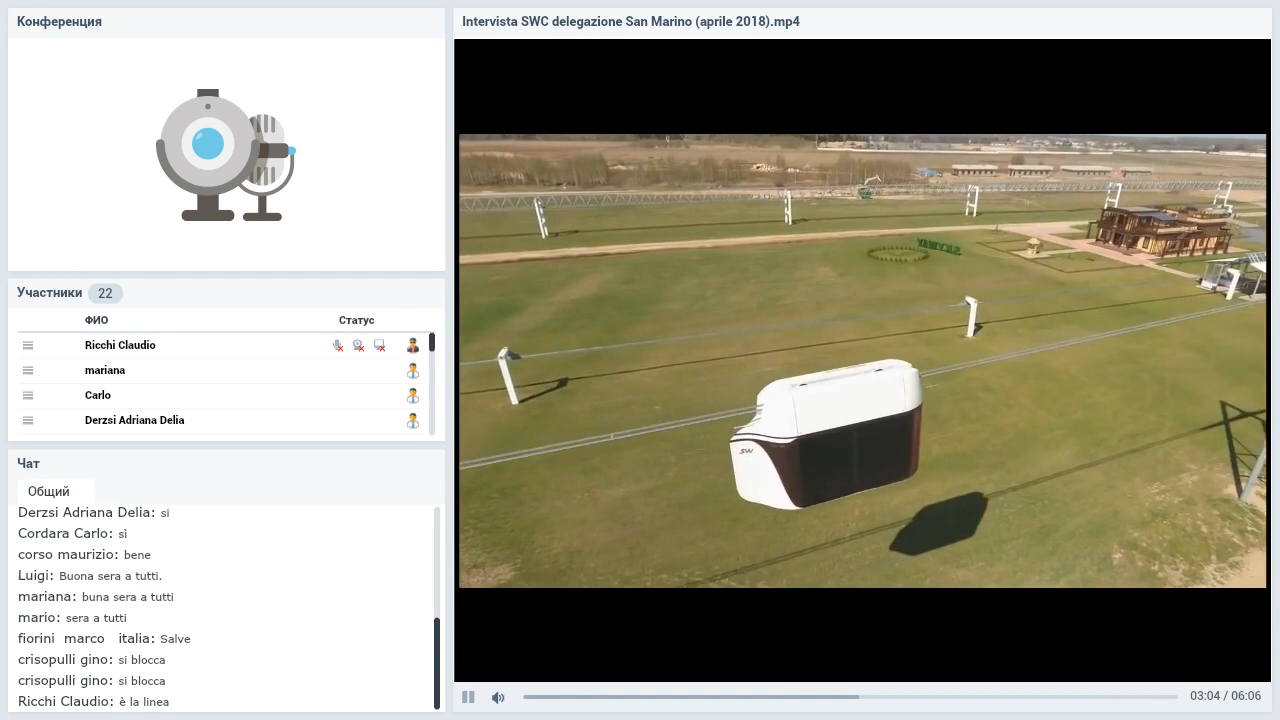 Конференция
Intervista SWC delegazione San Marino (aprile 2018).mp4
Участники 22
ФИО Статус
Ricchi Claudio
mariana
Carlo
Derzsi Adriana Delia
Чат
Общий
Derzsi Adriana Delia: si
Cordara Carlo: sì
corso maurizio: bene
Luigi: Buona sera a tutti.
mariana: buna sera a tutti
mario: sera a tutti
fiorini marco italia: Salve
crisopulli gino: si blocca
crisopulli gino: si blocca
Ricchi Claudio: è la linea
SKYWAY
SW
03:04 / 06:06